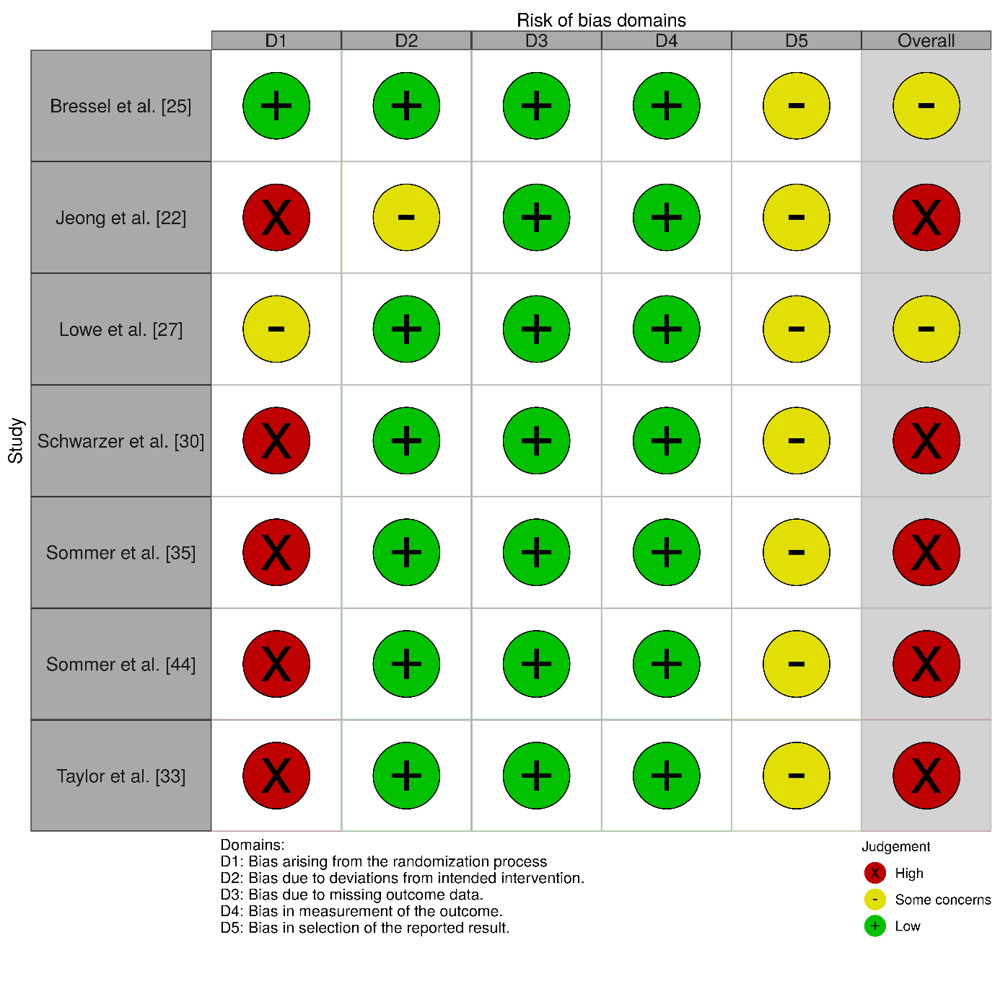 Risk of bias domains
D1 D2 D3 D4 D5 Overall
Study
Bressel et al. [25] + + + + - -
Jeong et al. [22] X - + + - X
Lowe et al. [27] - + + + - -
Schwarzer et al. [30] X + + + - X
Sommer et al. [35] X + + + - X
Sommer et al. [44] X + + + - X
Taylor et al. [33] X + + + - X
Domains:
D1: Bias arising from the randomization process
D2: Bias due to deviations from intended intervention.
D3: Bias due to missing outcome data.
D4: Bias in measurement of the outcome.
D5: Bias in selection of the reported result.
Judgement
X High
- Some concerns
+ Low